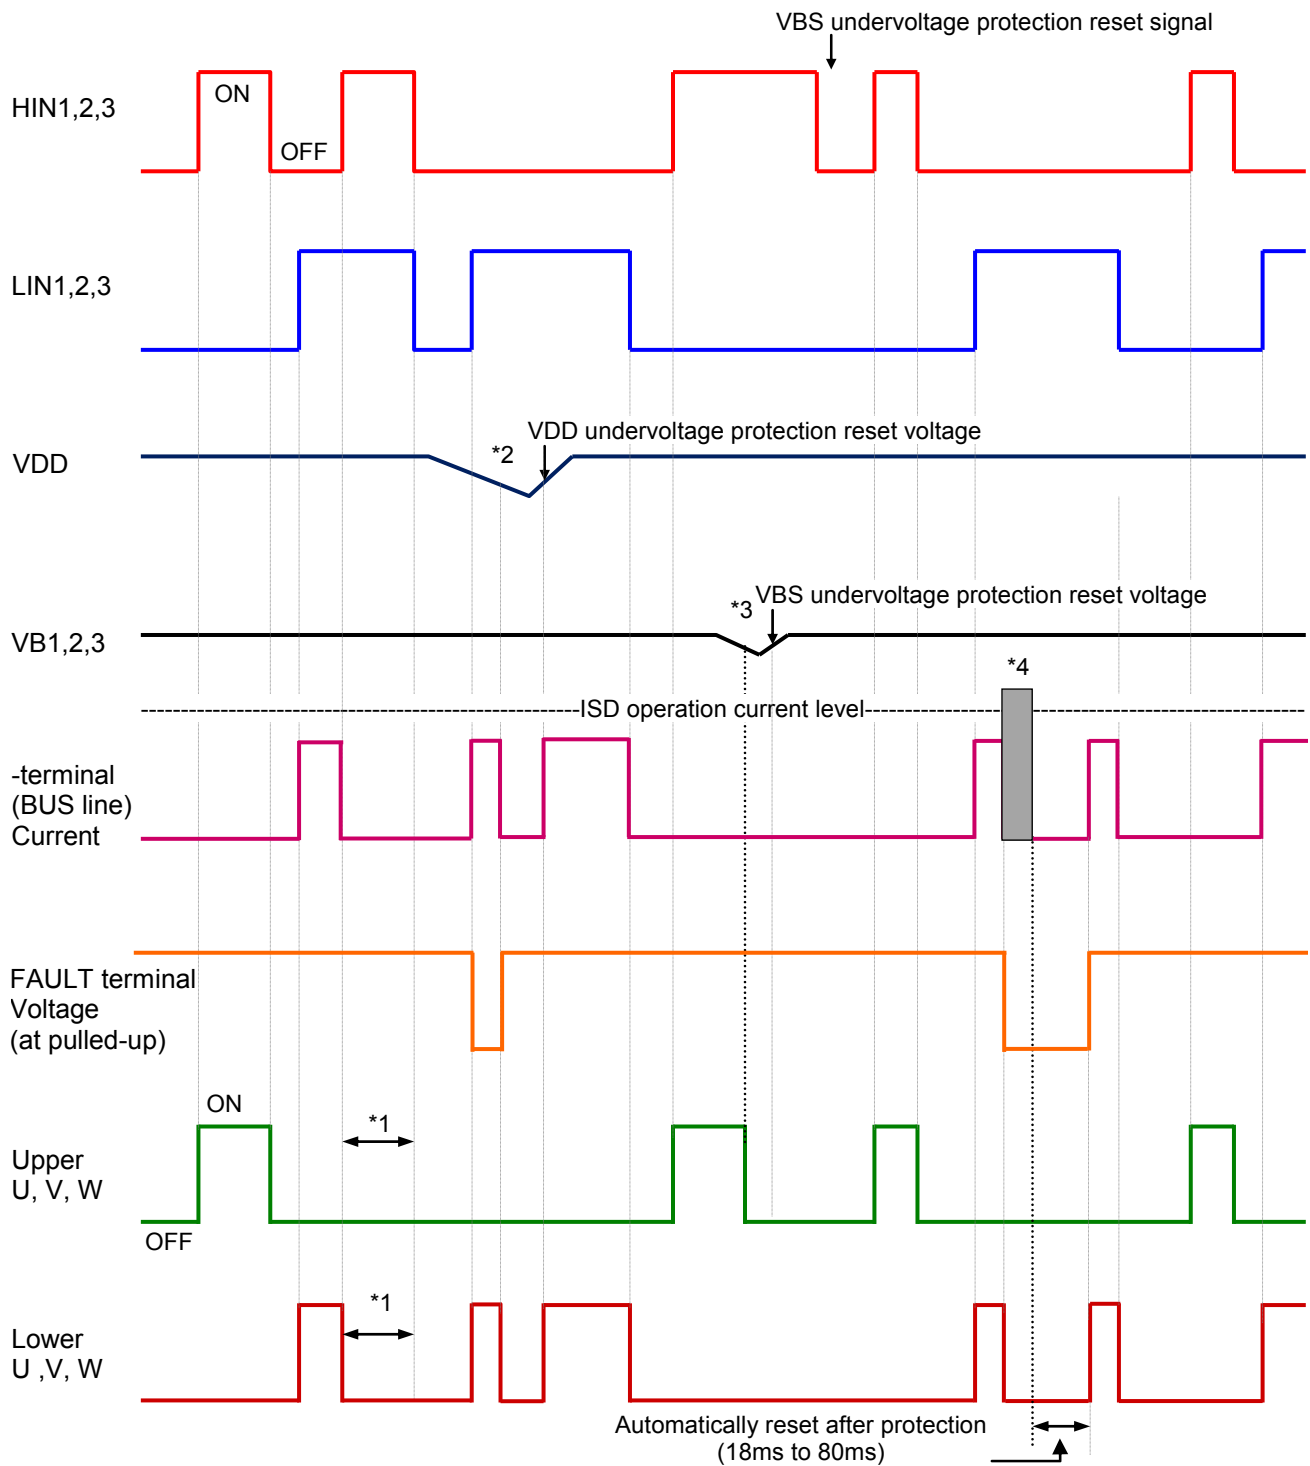 VBS undervoltage protection reset signal
HIN1,2,3
ON
OFF
LIN1,2,3
VDD undervoltage protection reset voltage
*2
VDD
VBS undervoltage protection reset voltage
*3
VB1,2,3
*4
ISD operation current level
-terminal
(BUS line)
Current
FAULT terminal
Voltage
(at pulled-up)
ON
*1
Upper
U, V, W
OFF
*1
Lower
U ,V, W
Automatically reset after protection
(18ms to 80ms)